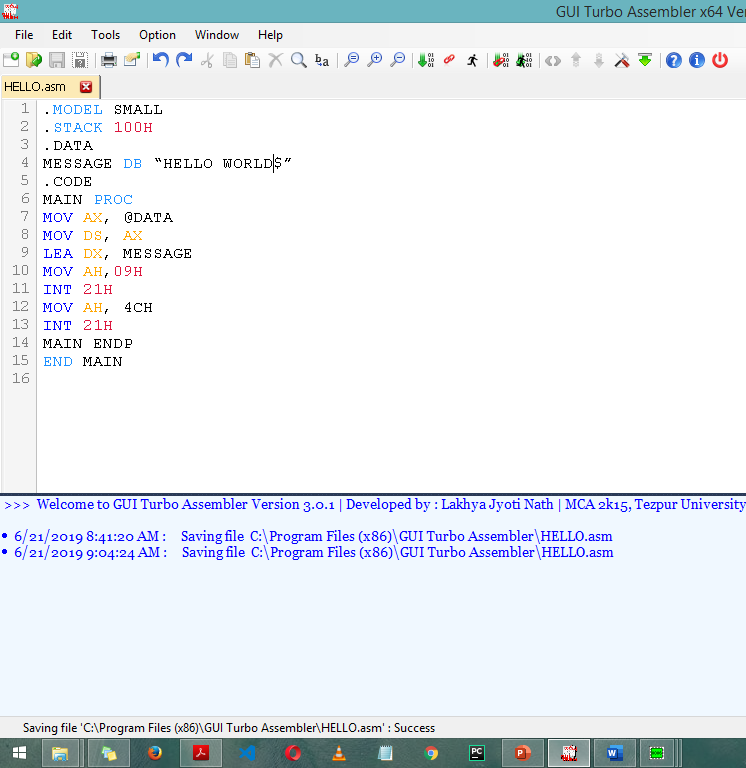 GUI Turbo Assembler x64 Ver
File Edit Tools Option Window Help
HELLO.asm
1 .MODEL SMALL
2 .STACK 100H
3 .DATA
4 MESSAGE DB “HELLO WORLD$”
5 .CODE
6 MAIN PROC
7 MOV AX, @DATA
8 MOV DS, AX
9 LEA DX, MESSAGE
10 MOV AH,09H
11 INT 21H
12 MOV AH, 4CH
13 INT 21H
14 MAIN ENDP
15 END MAIN
16
>>> Welcome to GUI Turbo Assembler Version 3.0.1 | Developed by : Lakhya Jyoti Nath | MCA 2k15, Tezpur University
• 6/21/2019 8:41:20 AM : Saving file C:\Program Files (x86)\GUI Turbo Assembler\HELLO.asm
• 6/21/2019 9:04:24 AM : Saving file C:\Program Files (x86)\GUI Turbo Assembler\HELLO.asm
Saving file 'C:\Program Files (x86)\GUI Turbo Assembler\HELLO.asm' : Success